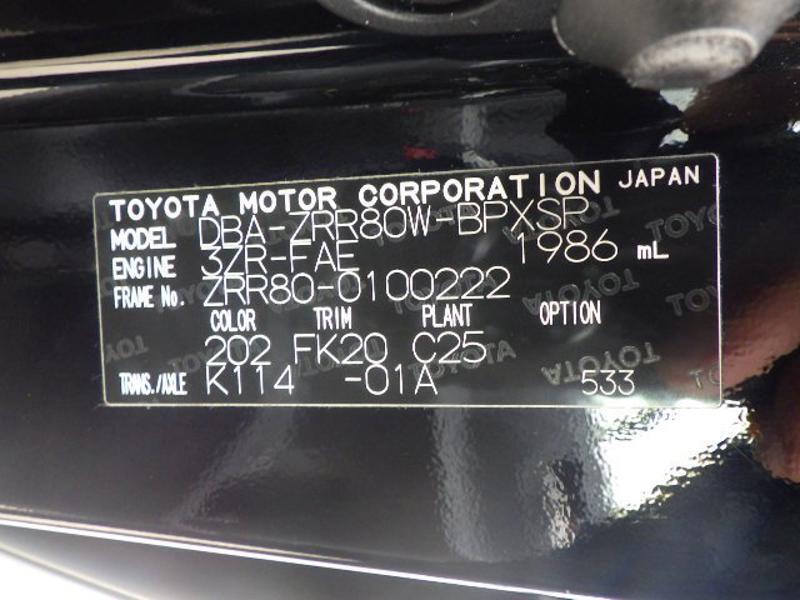 TOYOTA MOTOR CORPORATION JAPAN
MODEL DBA-ZRR80W-BPXSP
ENGINE 3ZR-FAE 1986 mL
FRAME No. ZRR80-0100222
COLOR TRIM PLANT OPTION
202 FK20 C25
TRANS./AXLE K114 -01A 533